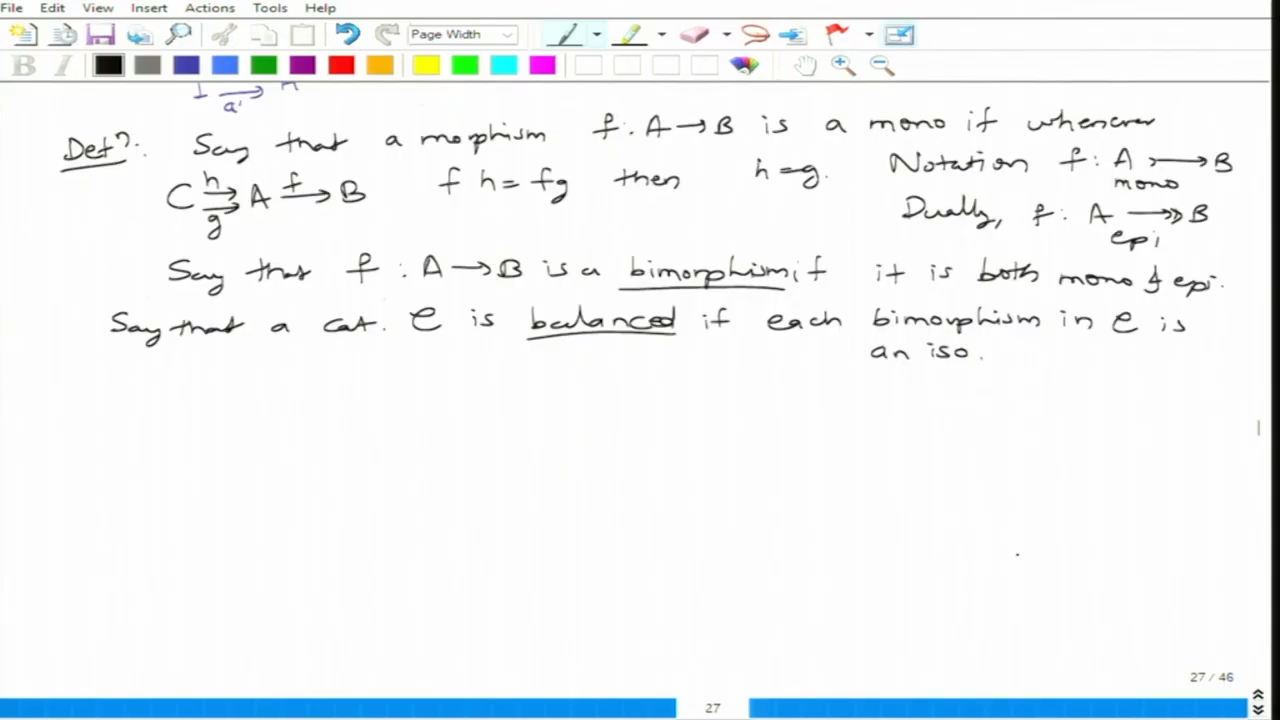 File Edit View Insert Actions Tools Help
Page Width
B I
a'
Defn: Say that a morphism f: A → B is a mono if whenever
C h⇉g A f→ B f h = f g then h = g. Notation f: A ↣ B
mono
Dually, f: A ↠ B
epi
Say that f: A → B is a bimorphism if it is both mono & epi.
Say that a cat. C is balanced if each bimorphism in C is
an iso.
27 / 46
27